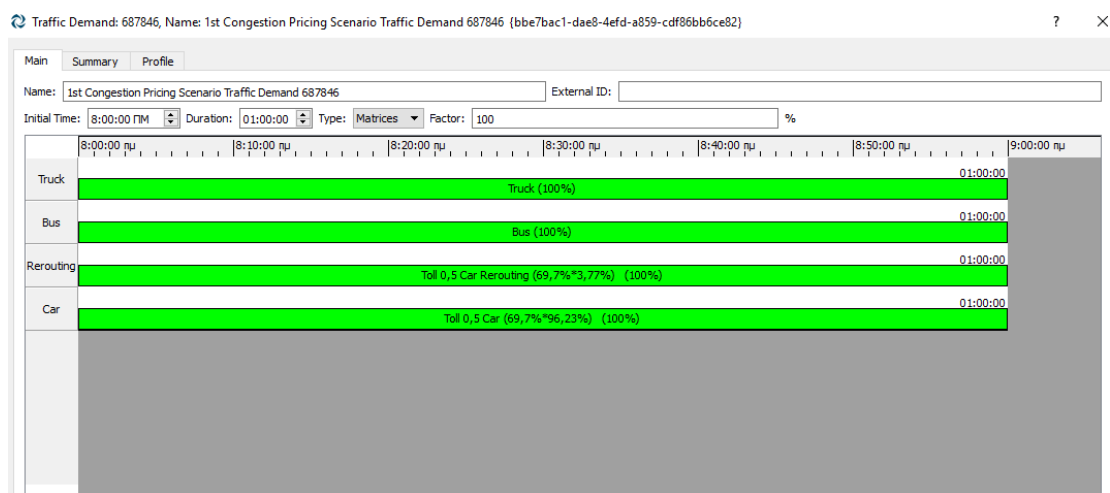 Traffic Demand: 687846, Name: 1st Congestion Pricing Scenario Traffic Demand 687846 {bbe7bac1-dae8-4efd-a859-cdf86bb6ce82} ?
Main Summary Profile
Name: 1st Congestion Pricing Scenario Traffic Demand 687846 External ID:
Initial Time: 8:00:00 ΠΜ Duration: 01:00:00 Type: Matrices Factor: 100 %
8:00:00 πμ 8:10:00 πμ 8:20:00 πμ 8:30:00 πμ 8:40:00 πμ 8:50:00 πμ 9:00:00 πμ
01:00:00
Truck Truck (100%)
01:00:00
Bus Bus (100%)
01:00:00
Rerouting Toll 0,5 Car Rerouting (69,7%*3,77%) (100%)
01:00:00
Car Toll 0,5 Car (69,7%*96,23%) (100%)